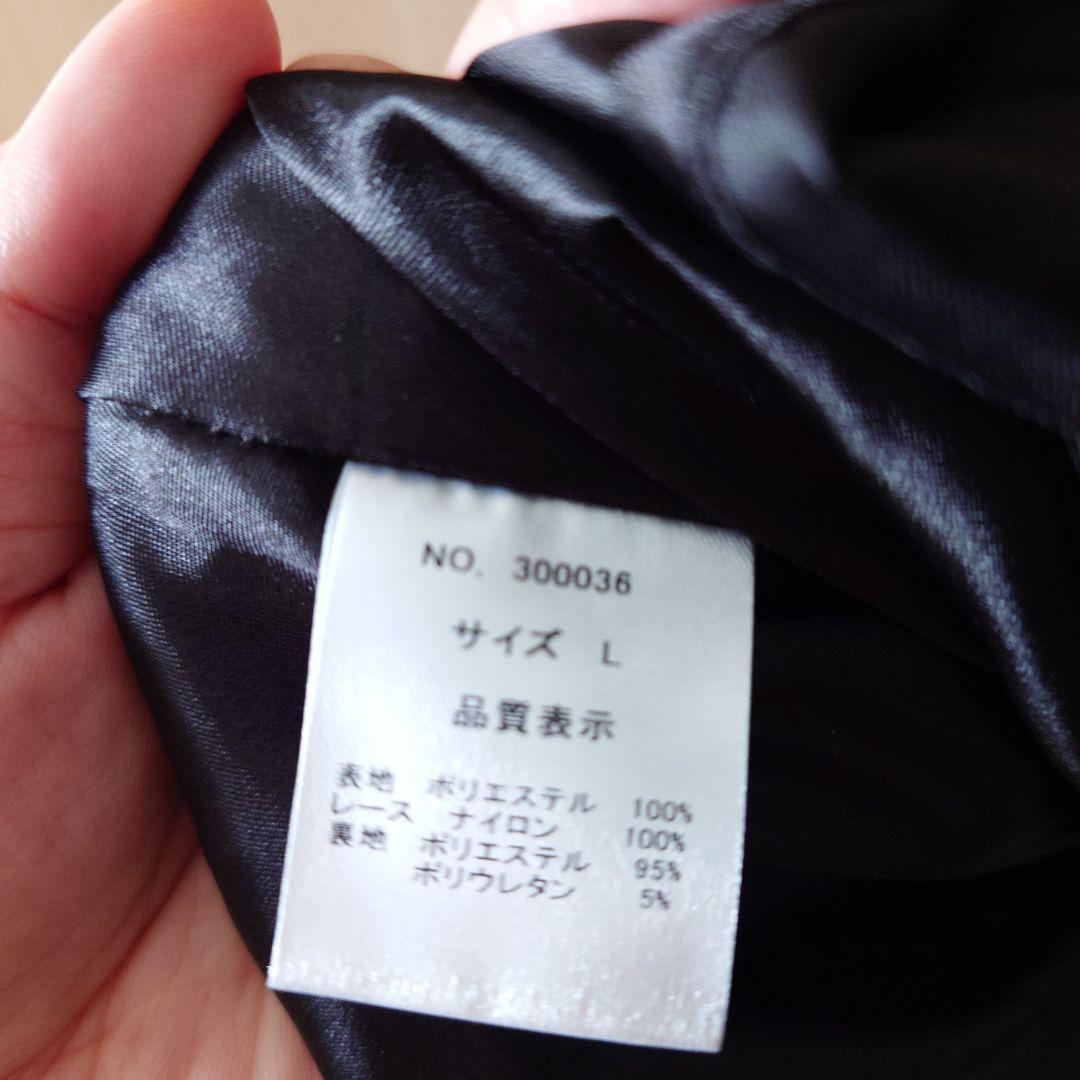 NO. 300036
サイズ L
品質表示
表地 ポリエステル 100%
レース ナイロン 100%
裏地 ポリエステル 95%
ポリウレタン 5%